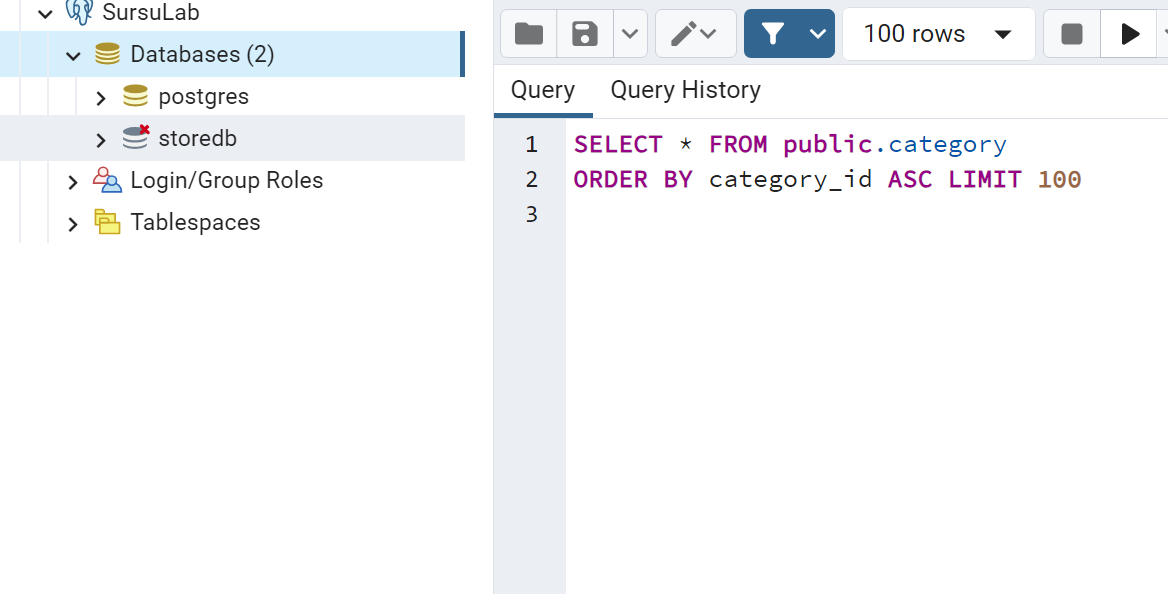 SursuLab
Databases (2)
postgres
storedb
Login/Group Roles
Tablespaces
100 rows
Query Query History
1 SELECT * FROM public.category
2 ORDER BY category_id ASC LIMIT 100
3